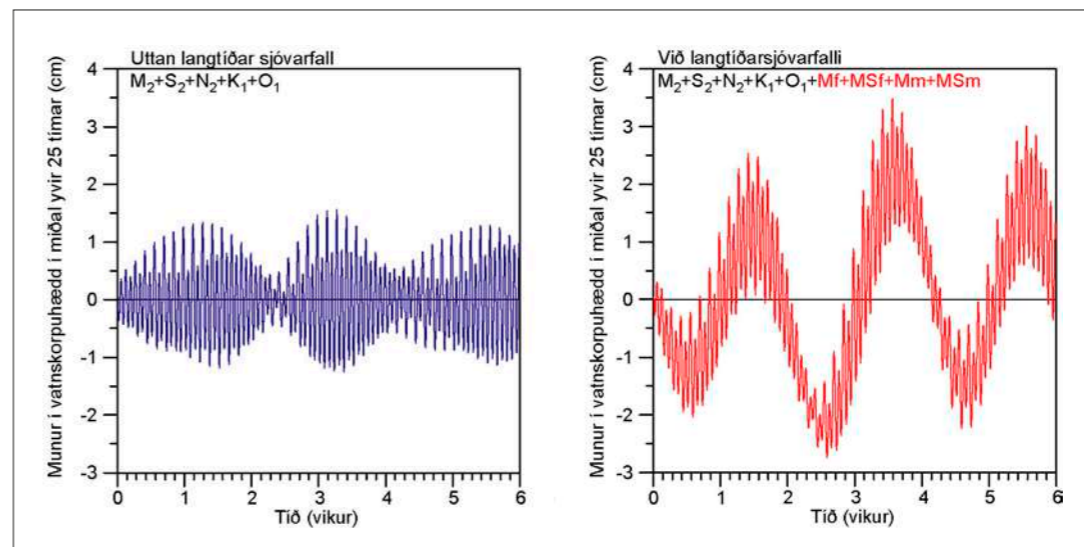 Uttan langtíðar sjóvarfall
M₂+S₂+N₂+K₁+O₁
Munur í vatnskorpuhædd í miðal yvir 25 tímar (cm)
4
3
2
1
0
-1
-2
-3
0 1 2 3 4 5 6
Tíð (vikur)
Við langtíðarsjóvarfalli
M₂+S₂+N₂+K₁+O₁+Mf+MSf+Mm+MSm
Munur í vatnskorpuhædd í miðal yvir 25 tímar (cm)
4
3
2
1
0
-1
-2
-3
0 1 2 3 4 5 6
Tíð (vikur)